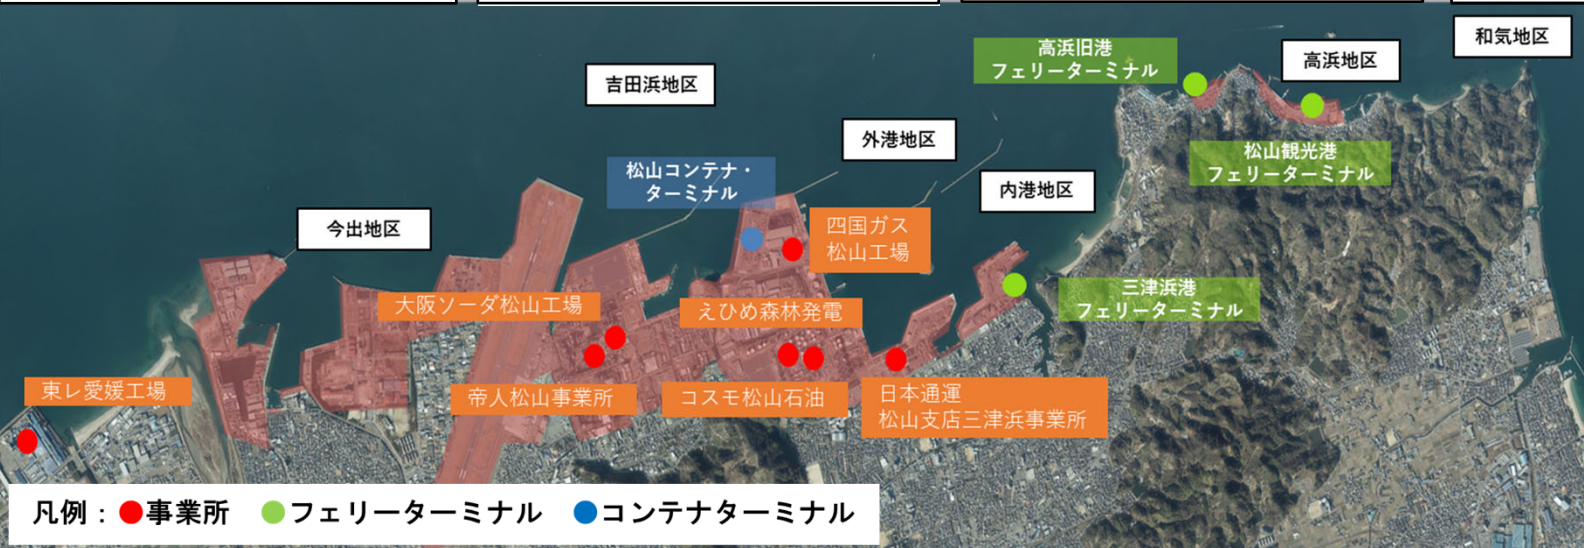 和気地区
高浜旧港
フェリーターミナル
高浜地区
吉田浜地区
外港地区
松山観光港
フェリーターミナル
松山コンテナ・
ターミナル
内港地区
今出地区
四国ガス
松山工場
三津浜港
フェリーターミナル
大阪ソーダ松山工場
えひめ森林発電
東レ愛媛工場
帝人松山事業所
コスモ松山石油
日本通運
松山支店三津浜事業所
凡例：●事業所 ●フェリーターミナル ●コンテナターミナル